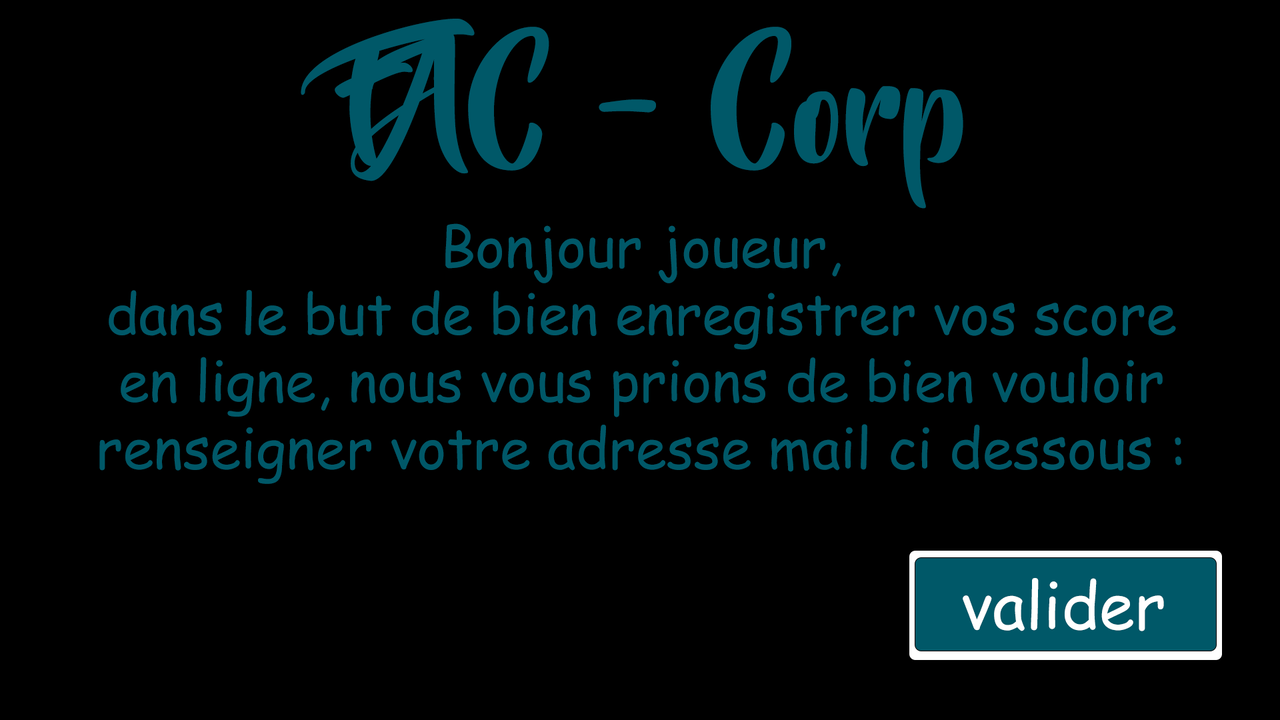 EAC - Corp
Bonjour joueur,
dans le but de bien enregistrer vos score
en ligne, nous vous prions de bien vouloir
renseigner votre adresse mail ci dessous :
valider